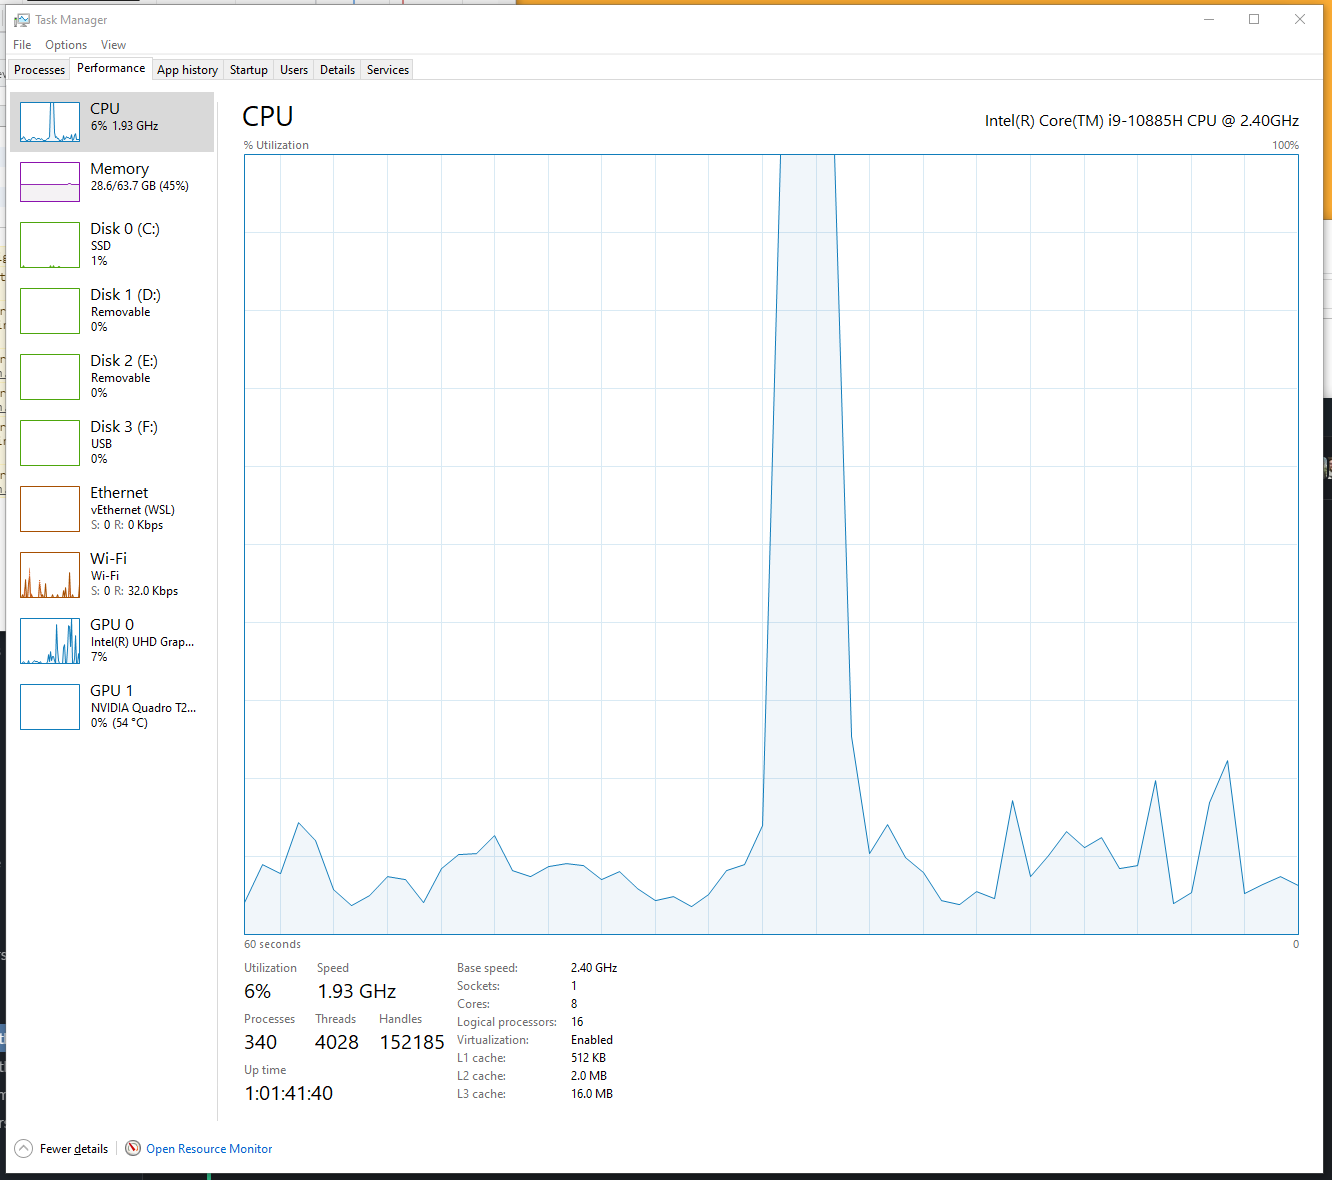 Task Manager
File Options View
Processes Performance App history Startup Users Details Services
CPU
6% 1.93 GHz
Memory
28.6/63.7 GB (45%)
Disk 0 (C:)
SSD
1%
Disk 1 (D:)
Removable
0%
Disk 2 (E:)
Removable
0%
Disk 3 (F:)
USB
0%
Ethernet
vEthernet (WSL)
S: 0 R: 0 Kbps
Wi-Fi
Wi-Fi
S: 0 R: 32.0 Kbps
GPU 0
Intel(R) UHD Grap...
7%
GPU 1
NVIDIA Quadro T2...
0% (54 °C)
CPU
Intel(R) Core(TM) i9-10885H CPU @ 2.40GHz
% Utilization 100%
60 seconds 0
Utilization Speed
6% 1.93 GHz
Processes Threads Handles
340 4028 152185
Up time
1:01:41:40
Base speed: 2.40 GHz
Sockets: 1
Cores: 8
Logical processors: 16
Virtualization: Enabled
L1 cache: 512 KB
L2 cache: 2.0 MB
L3 cache: 16.0 MB
Fewer details Open Resource Monitor